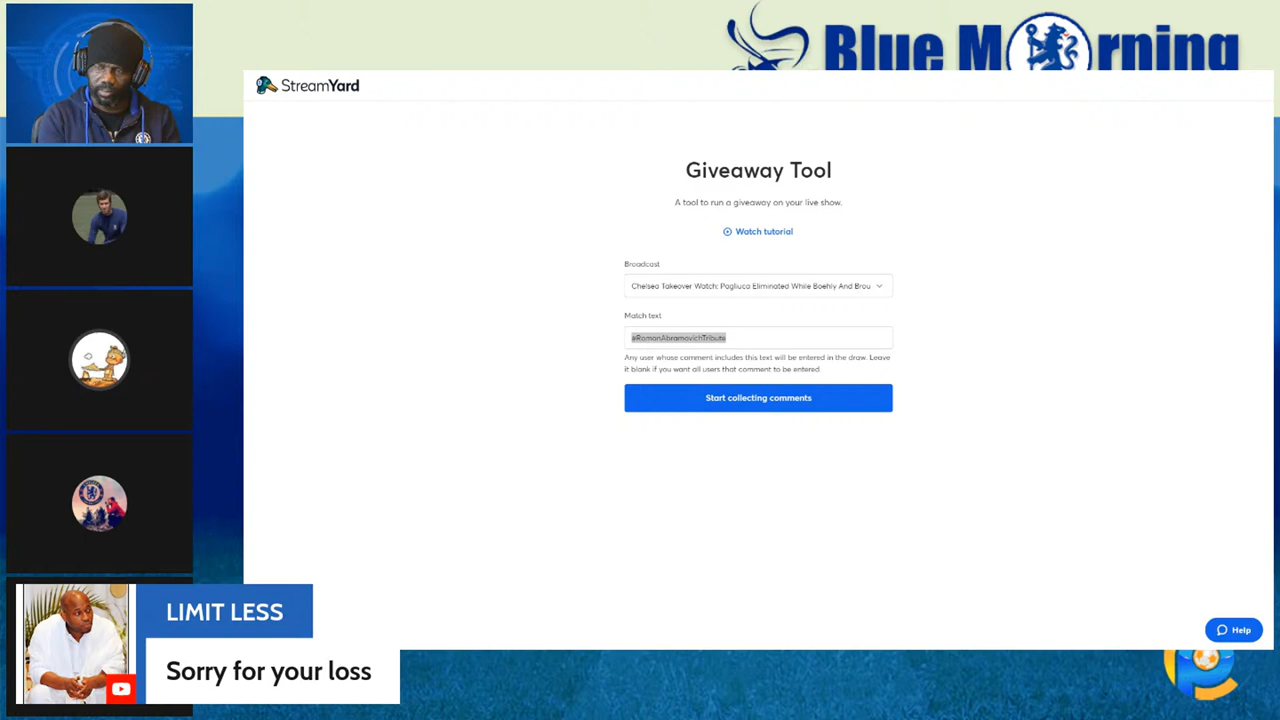 Blue M rning
StreamYard
Giveaway Tool
A tool to run a giveaway on your live show.
Watch tutorial
Broadcast
Chelsea Takeover Watch: Pagliuca Eliminated While Boehly And Brou
Match text
#RomanAbramovichTribute
Any user whose comment includes this text will be entered in the draw. Leave
it blank if you want all users that comment to be entered.
Start collecting comments
Help
LIMIT LESS
Sorry for your loss